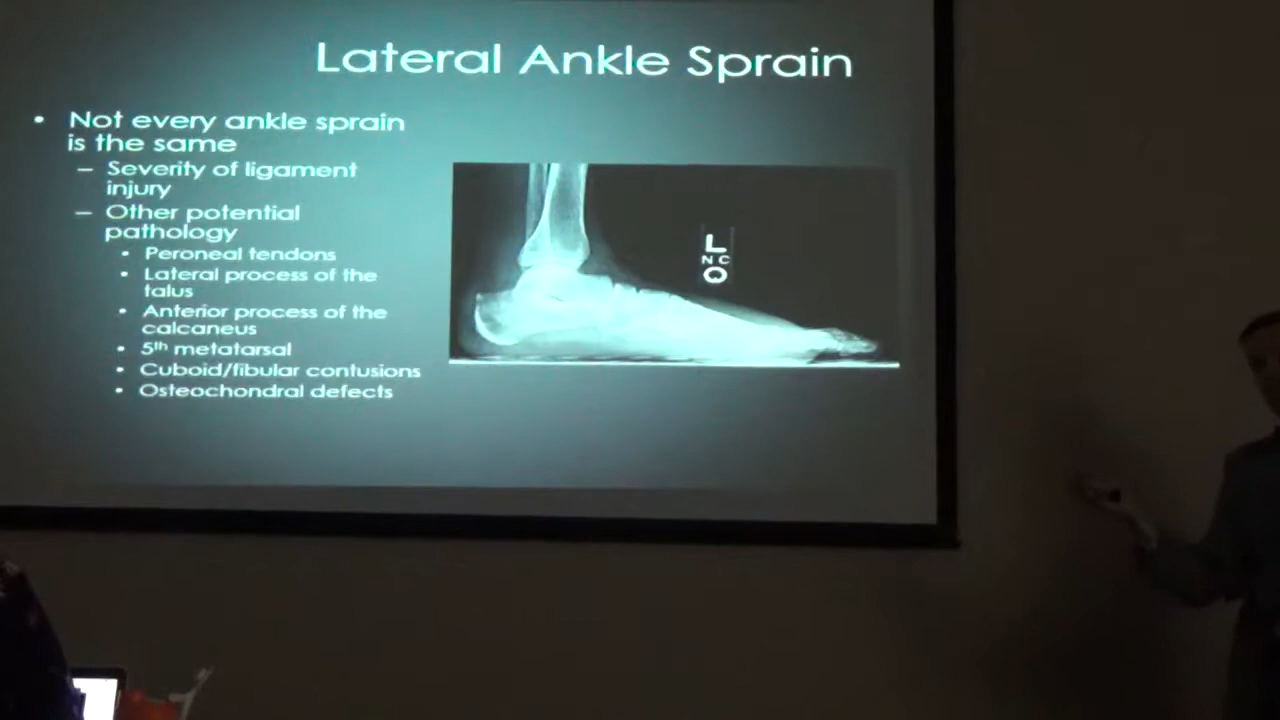 Lateral Ankle Sprain
• Not every ankle sprain
is the same
– Severity of ligament
injury
– Other potential
pathology
• Peroneal tendons
• Lateral process of the
talus
• Anterior process of the
calcaneus
• 5th metatarsal
• Cuboid/fibular contusions
• Osteochondral defects
L
N C
O